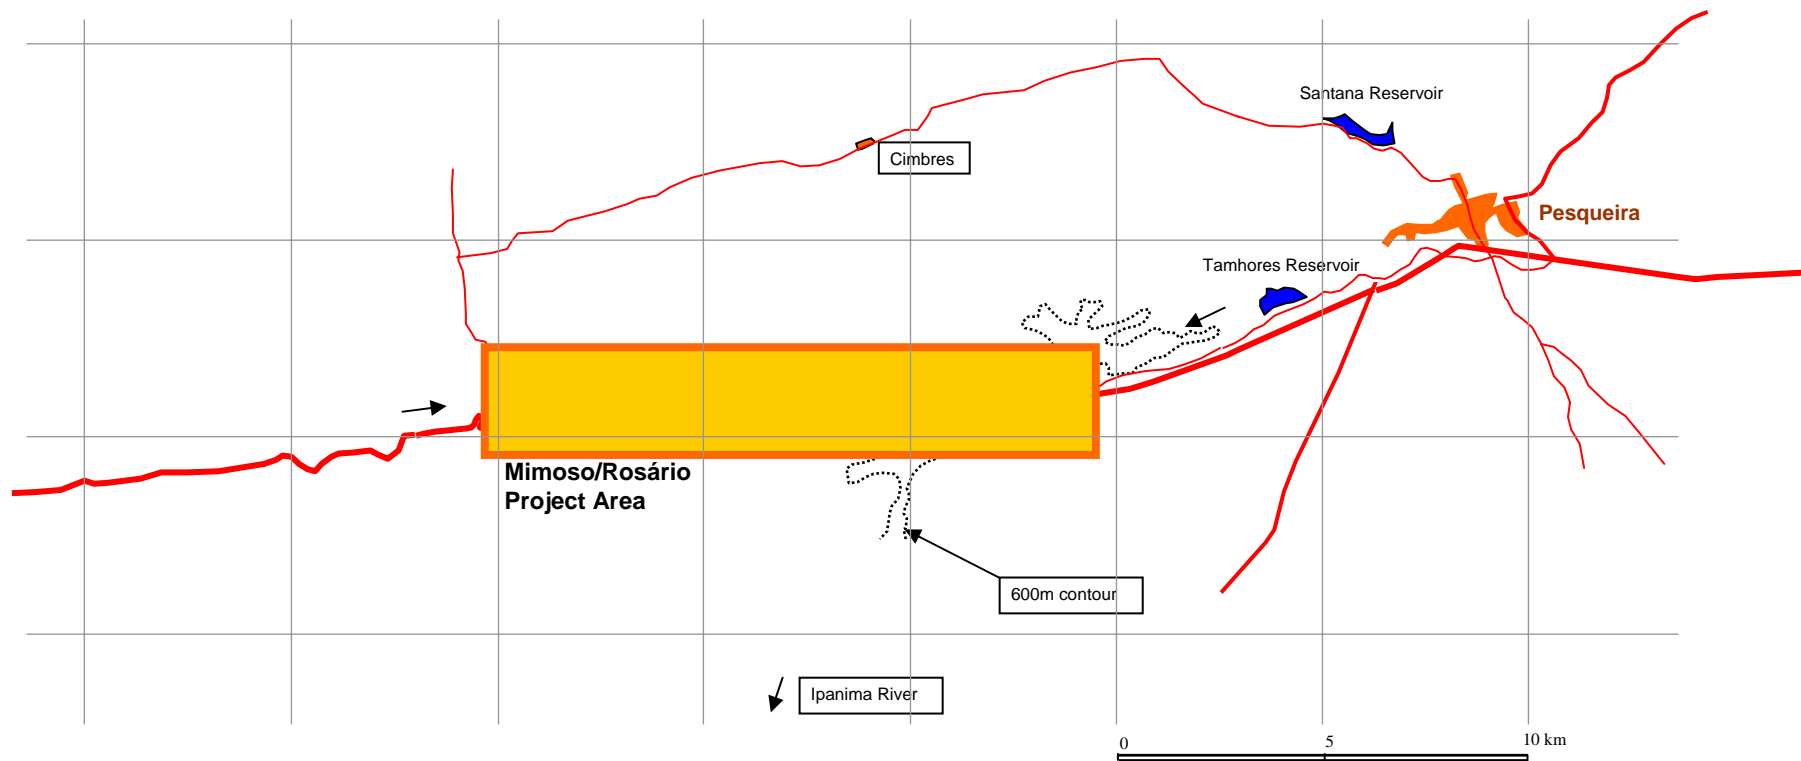 Santana Reservoir
Cimbres
Pesqueira
Tamhores Reservoir
Mimoso/Rosário
Project Area
600m contour
Ipanima River
0 5 10 km